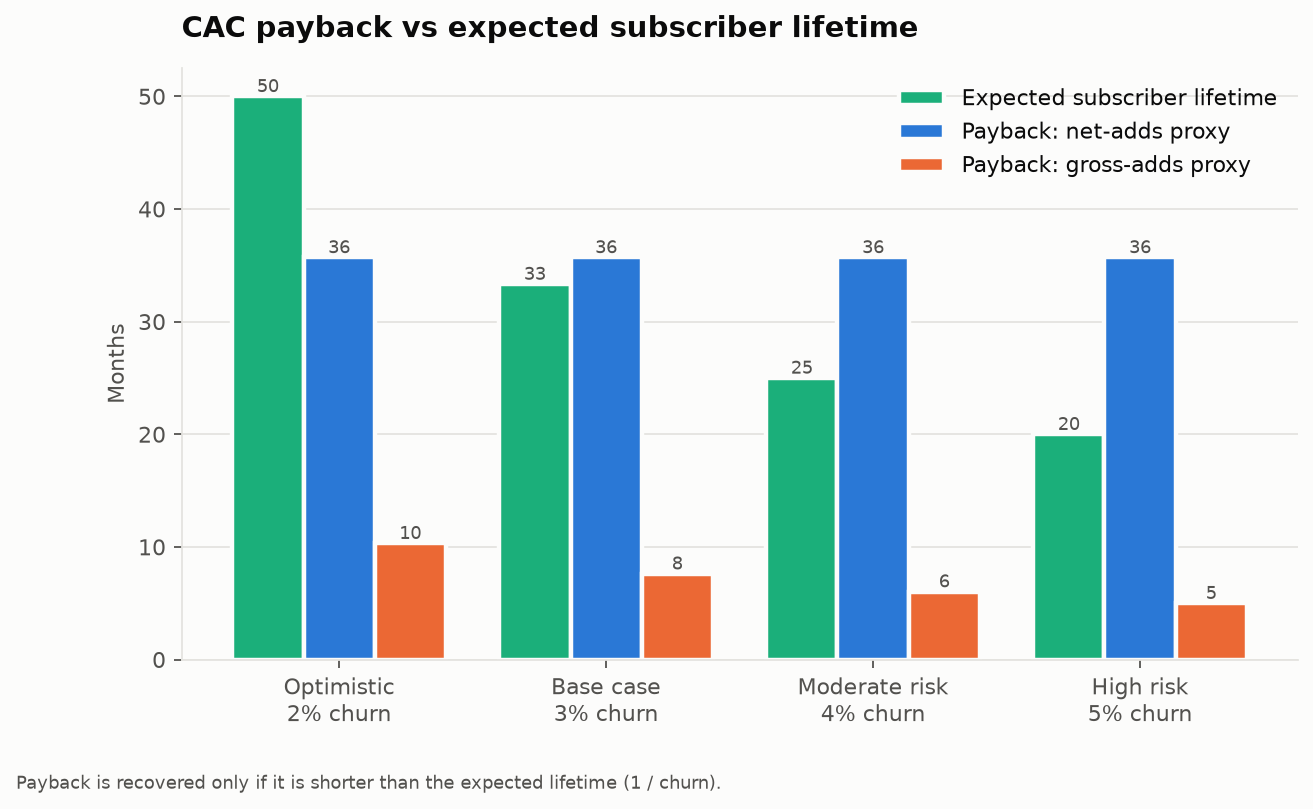 CAC payback vs expected subscriber lifetime
Expected subscriber lifetime
Payback: net-adds proxy
Payback: gross-adds proxy
Months
50
40
30
20
10
0
50
36
10
33
36
8
25
36
6
20
36
5
Optimistic
2% churn
Base case
3% churn
Moderate risk
4% churn
High risk
5% churn
Payback is recovered only if it is shorter than the expected lifetime (1 / churn).